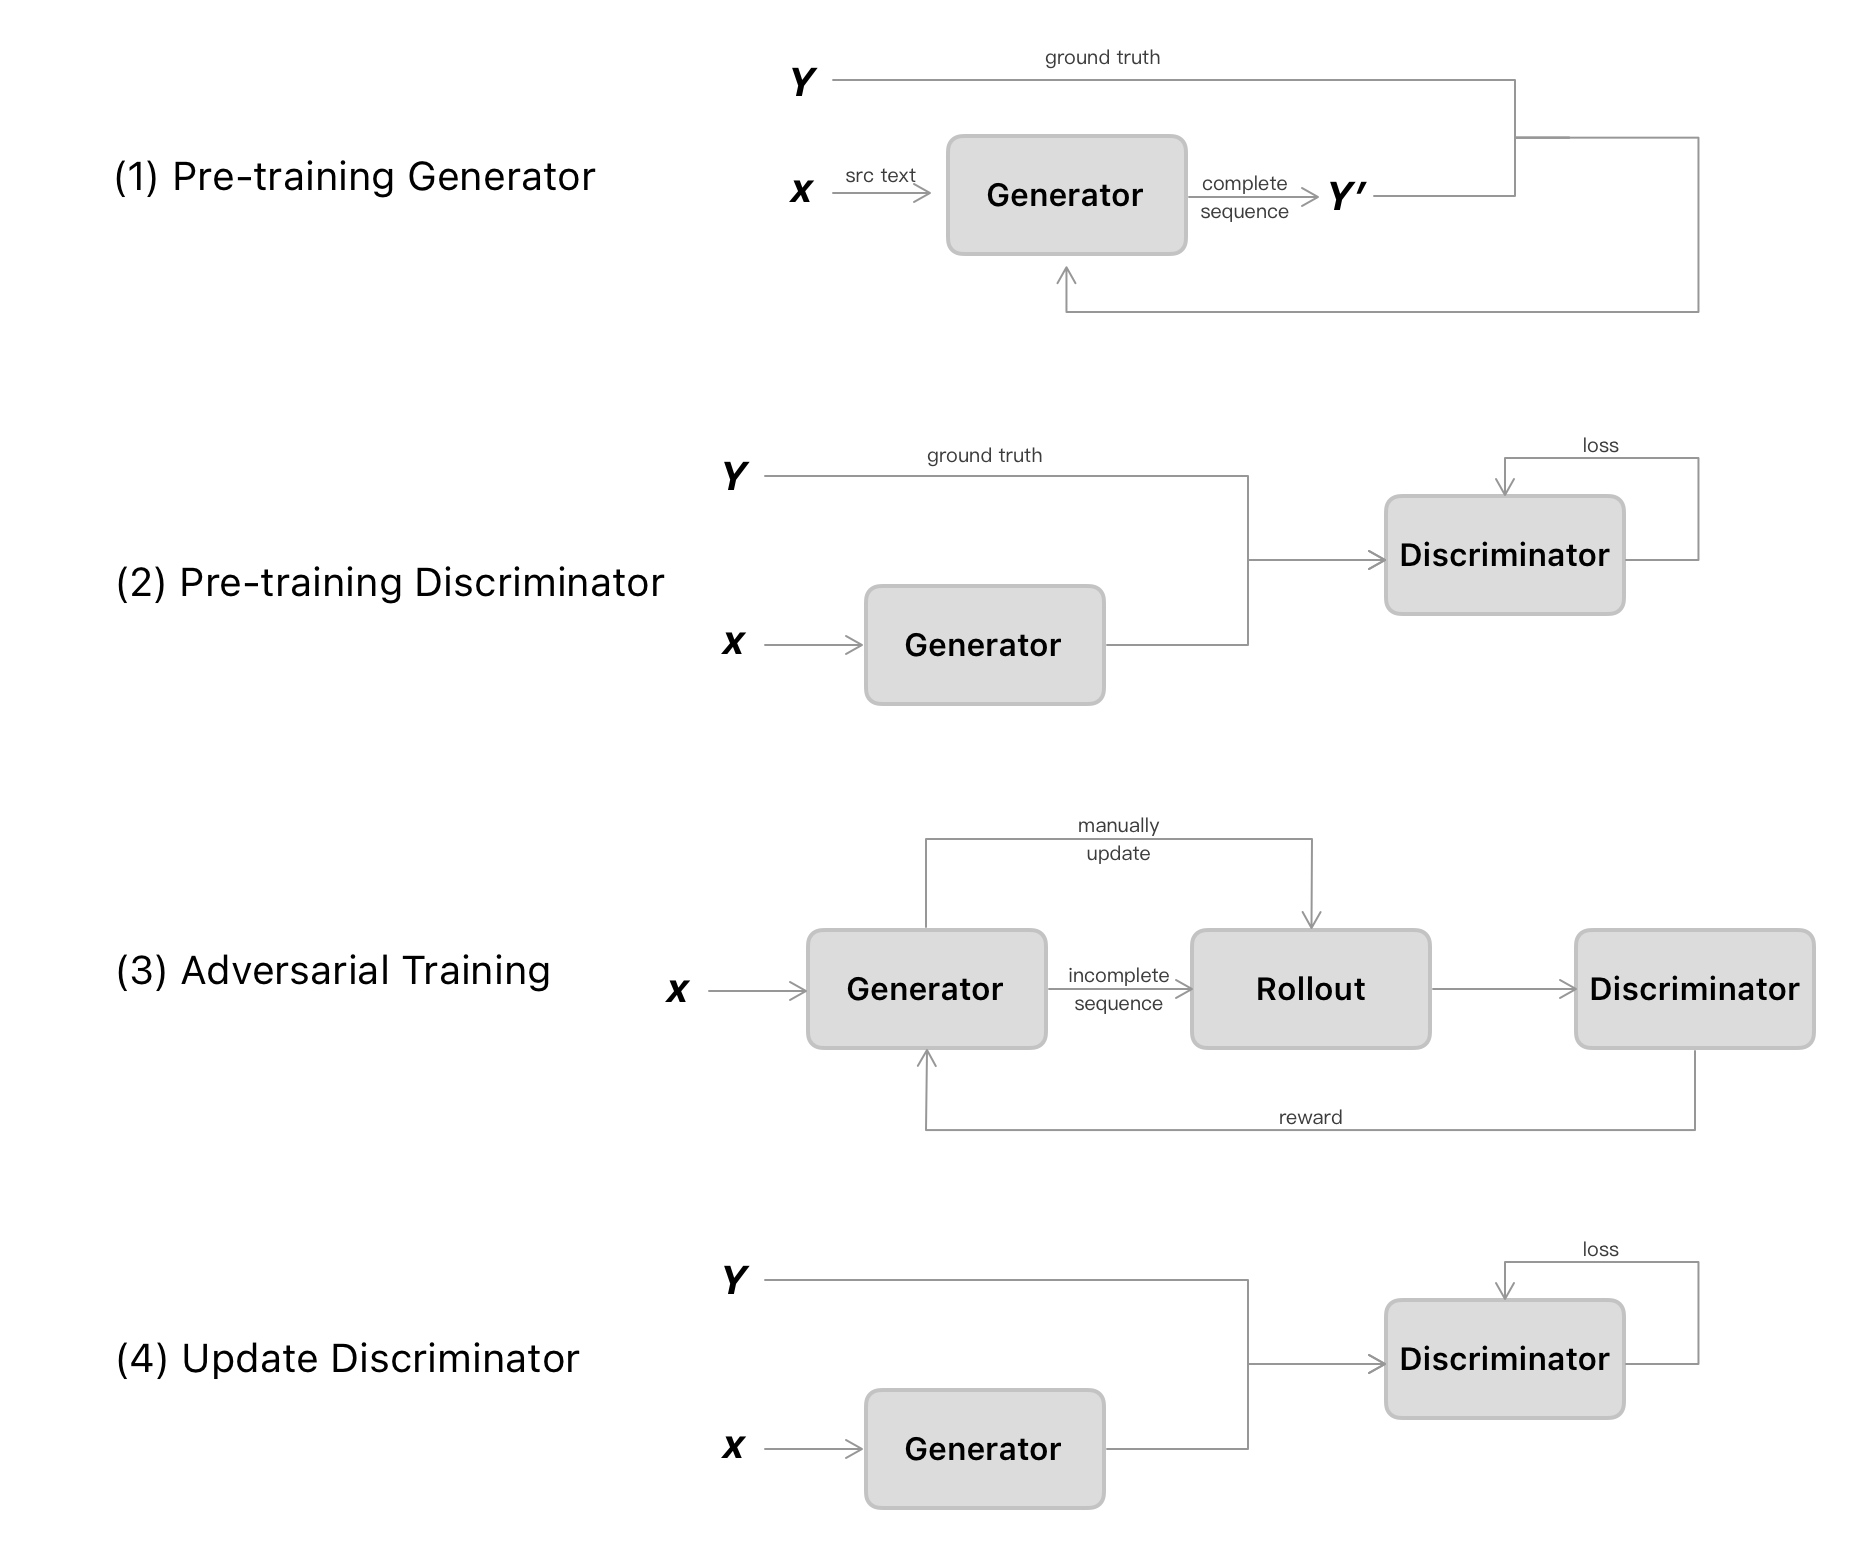 ground truth
Y
(1) Pre-training Generator
x
src text
Generator
complete
sequence
Y’
loss
ground truth
Y
Discriminator
(2) Pre-training Discriminator
x
Generator
manually
update
(3) Adversarial Training
x
Generator
incomplete
sequence
Rollout
Discriminator
reward
loss
Y
Discriminator
(4) Update Discriminator
x
Generator